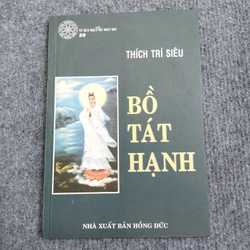 THÍCH TRÍ SIÊU
BỒ
TÁT
HẠNH
NHÀ XUẤT BẢN HỒNG ĐỨC